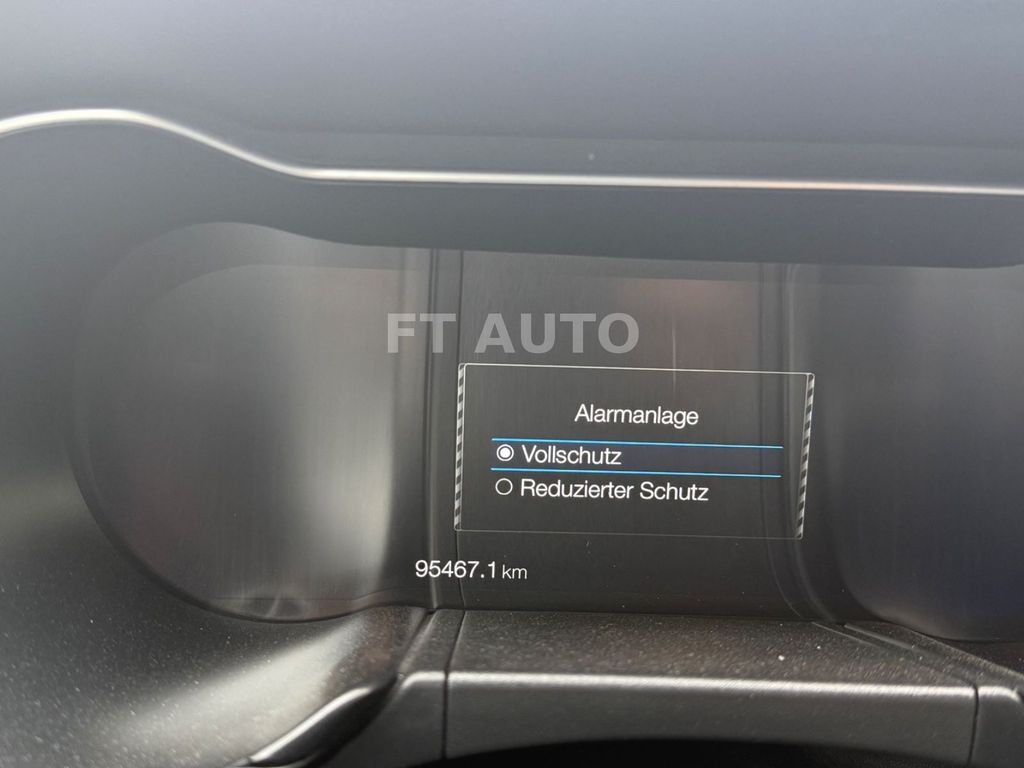 FT AUTO
Alarmanlage
Vollschutz
Reduzierter Schutz
95467.1 km